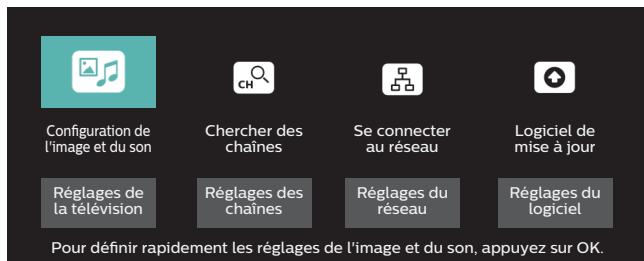 CH
Configuration de
l'image et du son
Chercher des
chaînes
Se connecter
au réseau
Logiciel de
mise à jour
Réglages de
la télévision
Réglages des
chaînes
Réglages du
réseau
Réglages du
logiciel
Pour définir rapidement les réglages de l'image et du son, appuyez sur OK.